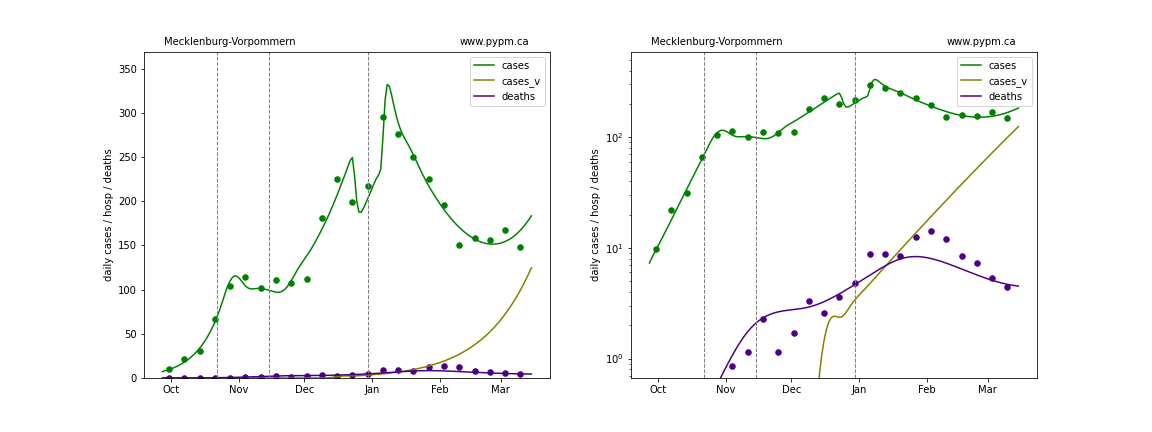 Mecklenburg-Vorpommern www.pypm.ca
cases
cases_v
deaths
daily cases / hosp / deaths
350
300
250
200
150
100
50
0
Oct Nov Dec Jan Feb Mar
Mecklenburg-Vorpommern www.pypm.ca
cases
cases_v
deaths
daily cases / hosp / deaths
10²
10¹
10⁰
Oct Nov Dec Jan Feb Mar